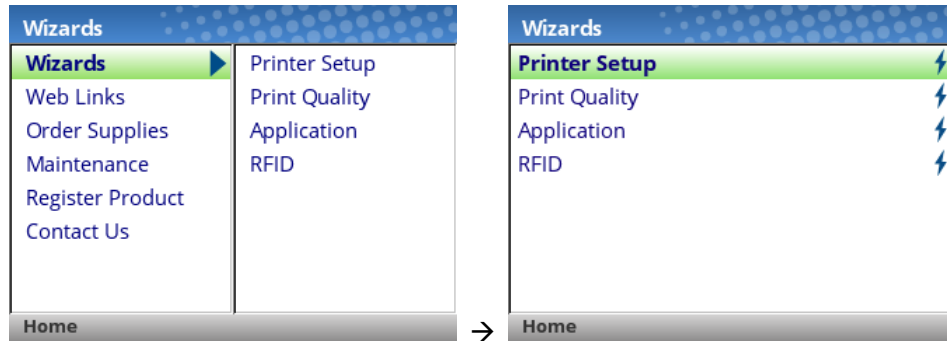 Wizards
Wizards
Web Links
Order Supplies
Maintenance
Register Product
Contact Us
Printer Setup
Print Quality
Application
RFID
Home
→
Wizards
Printer Setup
Print Quality
Application
RFID
Home